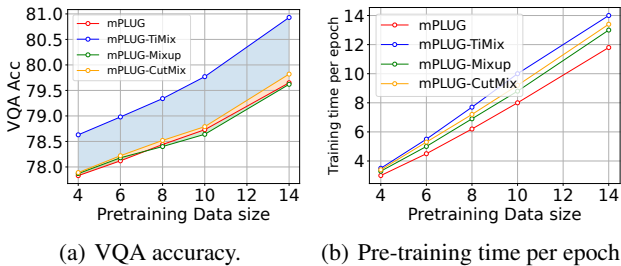 mPLUG
mPLUG-TiMix
mPLUG-Mixup
mPLUG-CutMix
81.0
80.5
80.0
79.5
79.0
78.5
78.0
VQA Acc
4 6 8 10 14
Pretraining Data size
(a) VQA accuracy.
mPLUG
mPLUG-TiMix
mPLUG-Mixup
mPLUG-CutMix
14
12
10
8
6
4
Training time per epoch
4 6 8 10 12 14
Pretraining Data size
(b) Pre-training time per epoch